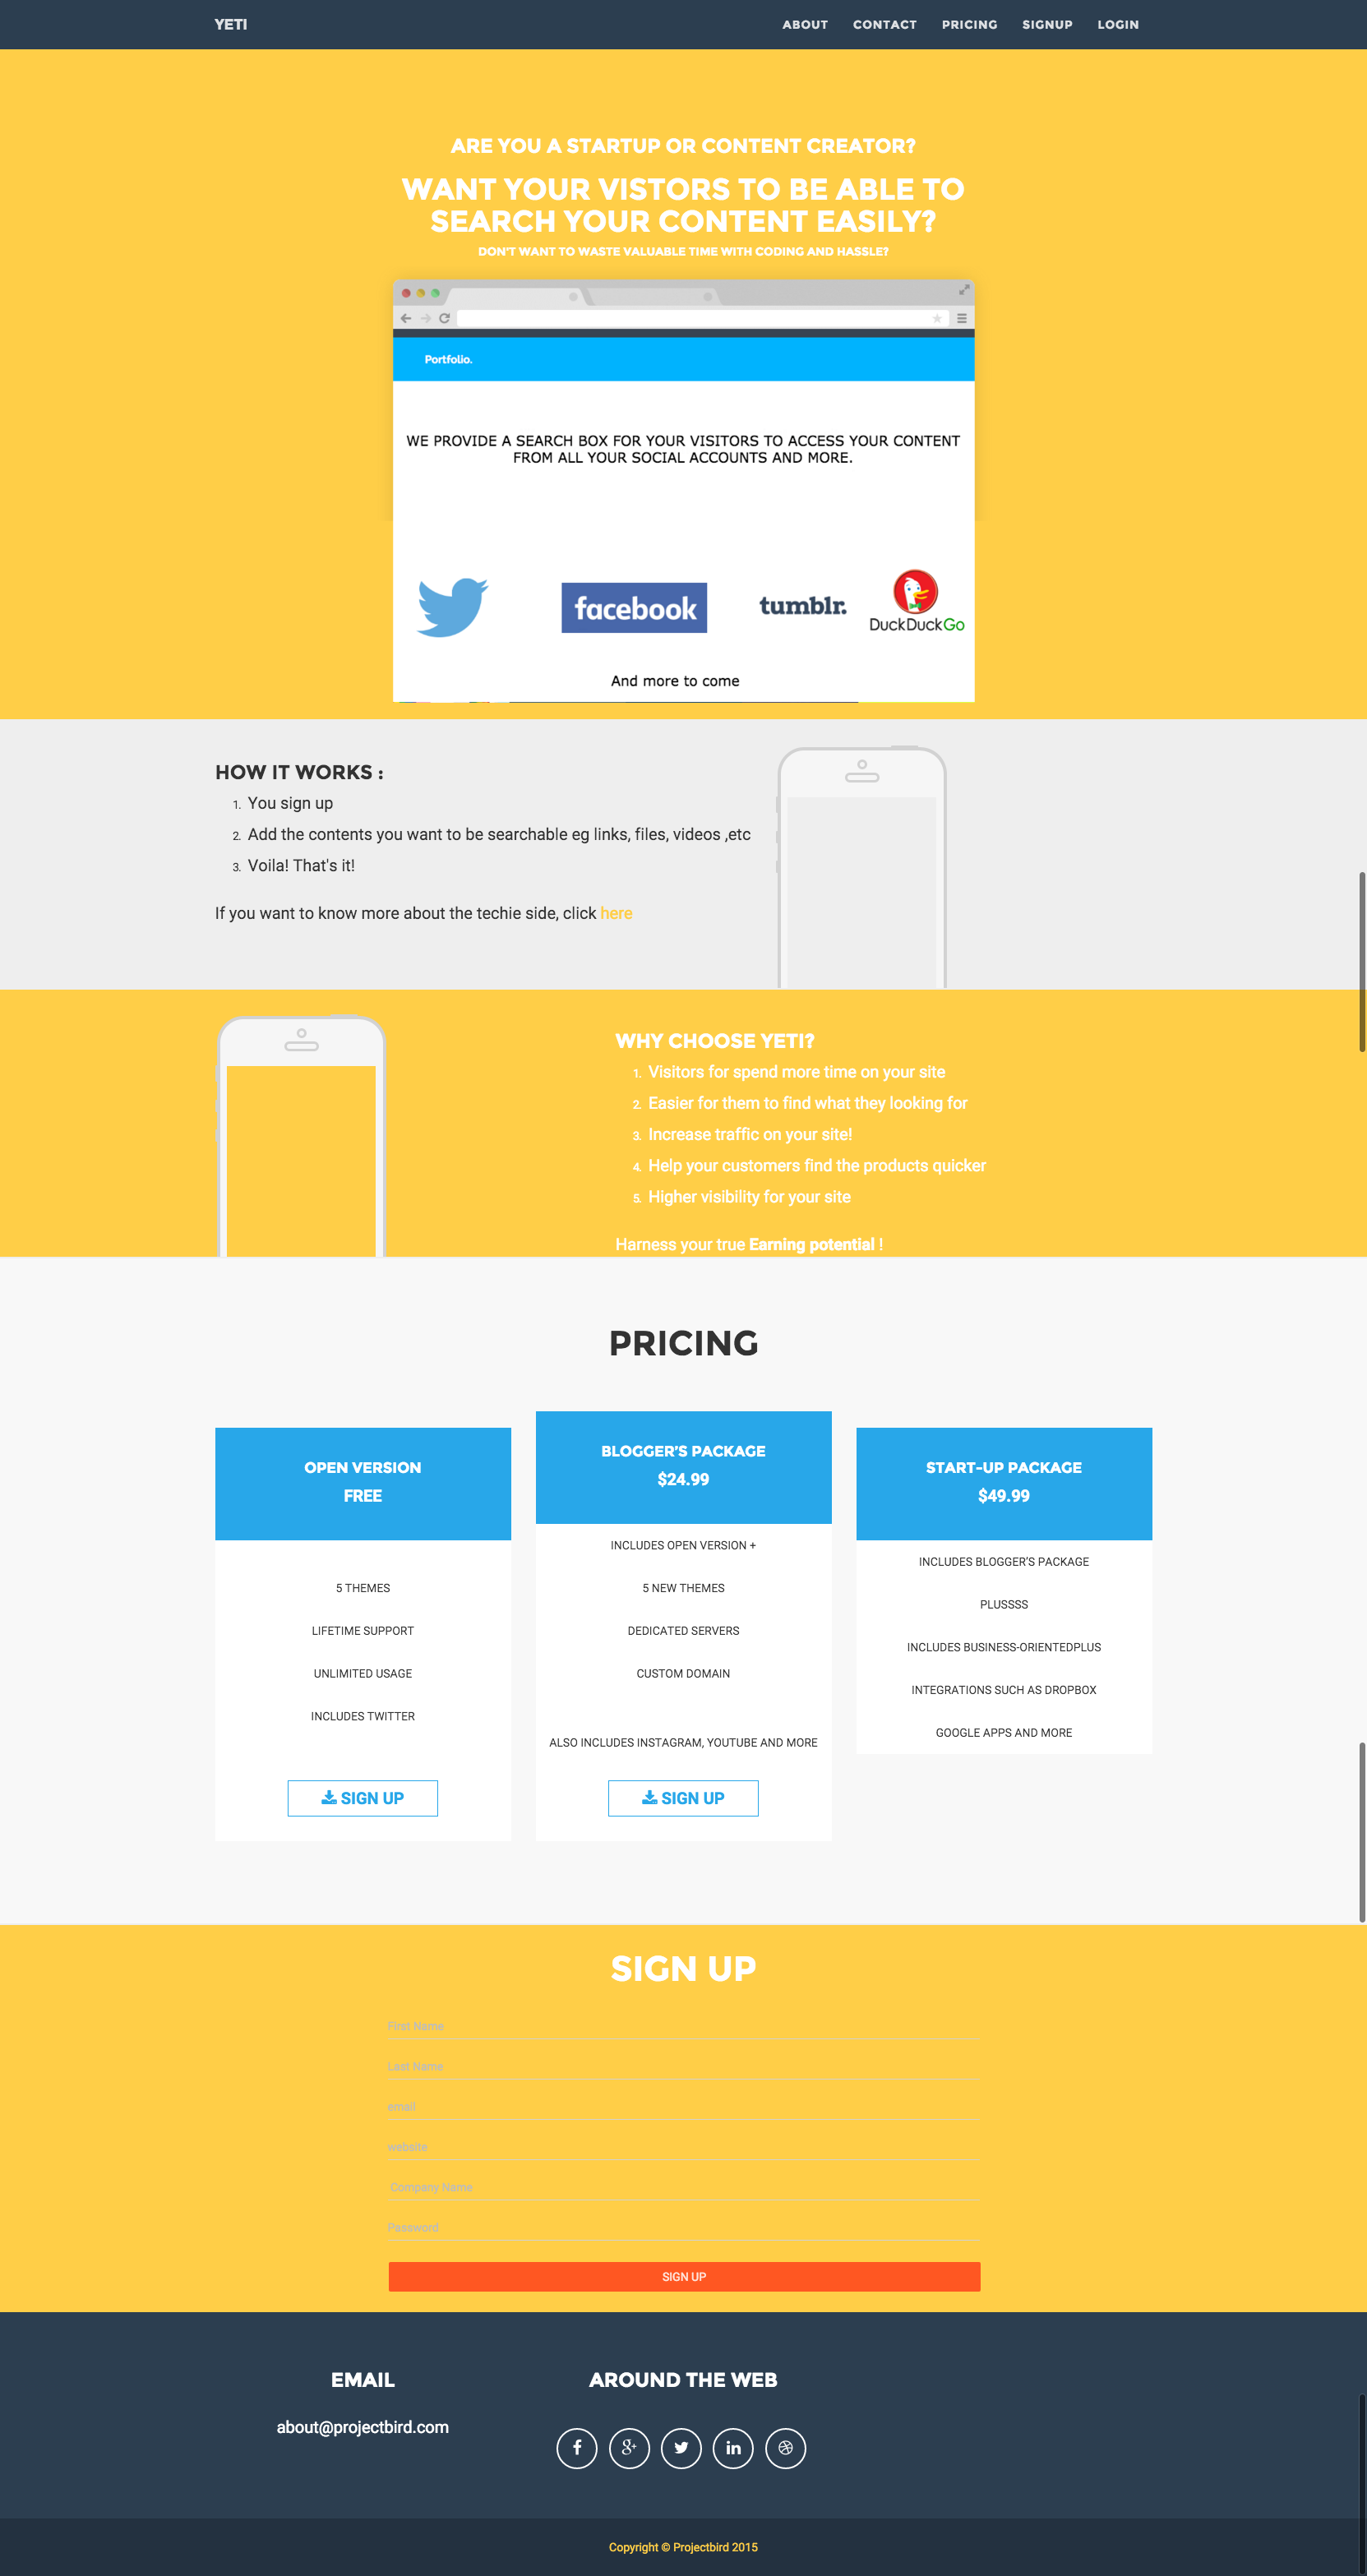 YETI
ABOUT CONTACT PRICING SIGNUP LOGIN
ARE YOU A STARTUP OR CONTENT CREATOR?
WANT YOUR VISTORS TO BE ABLE TO
SEARCH YOUR CONTENT EASILY?
DON'T WANT TO WASTE VALUABLE TIME WITH CODING AND HASSLE?
Portfolio.
WE PROVIDE A SEARCH BOX FOR YOUR VISITORS TO ACCESS YOUR CONTENT
FROM ALL YOUR SOCIAL ACCOUNTS AND MORE.
facebook
tumblr.
DuckDuckGo
And more to come
HOW IT WORKS :
1. You sign up
2. Add the contents you want to be searchable eg links, files, videos ,etc
3. Voila! That's it!
If you want to know more about the techie side, click here
WHY CHOOSE YETI?
1. Visitors for spend more time on your site
2. Easier for them to find what they looking for
3. Increase traffic on your site!
4. Help your customers find the products quicker
5. Higher visibility for your site
Harness your true Earning potential !
PRICING
OPEN VERSION
FREE
5 THEMES
LIFETIME SUPPORT
UNLIMITED USAGE
INCLUDES TWITTER
SIGN UP
BLOGGER'S PACKAGE
$24.99
INCLUDES OPEN VERSION +
5 NEW THEMES
DEDICATED SERVERS
CUSTOM DOMAIN
ALSO INCLUDES INSTAGRAM, YOUTUBE AND MORE
SIGN UP
START-UP PACKAGE
$49.99
INCLUDES BLOGGER'S PACKAGE
PLUSSSS
INCLUDES BUSINESS-ORIENTEDPLUS
INTEGRATIONS SUCH AS DROPBOX
GOOGLE APPS AND MORE
SIGN UP
First Name
Last Name
email
website
Company Name
Password
SIGN UP
EMAIL
about@projectbird.com
AROUND THE WEB
Copyright © Projectbird 2015